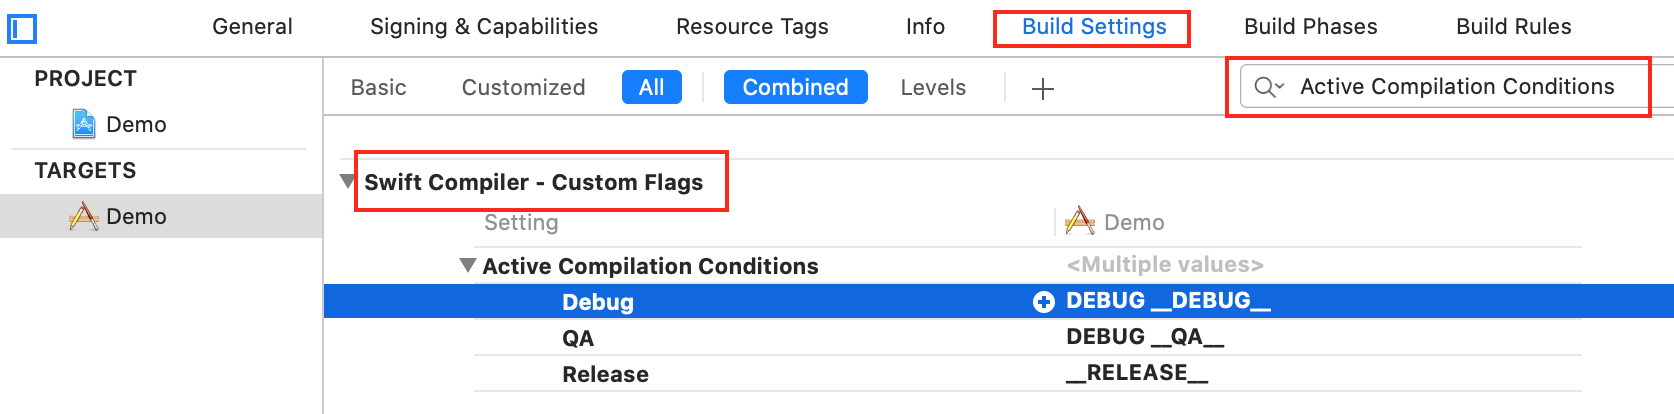 General Signing & Capabilities Resource Tags Info Build Settings Build Phases Build Rules
PROJECT
Basic Customized All Combined Levels Active Compilation Conditions
Demo
TARGETS
Swift Compiler - Custom Flags
Demo
Setting Demo
Active Compilation Conditions <Multiple values>
Debug DEBUG __DEBUG__
QA DEBUG __QA__
Release __RELEASE__